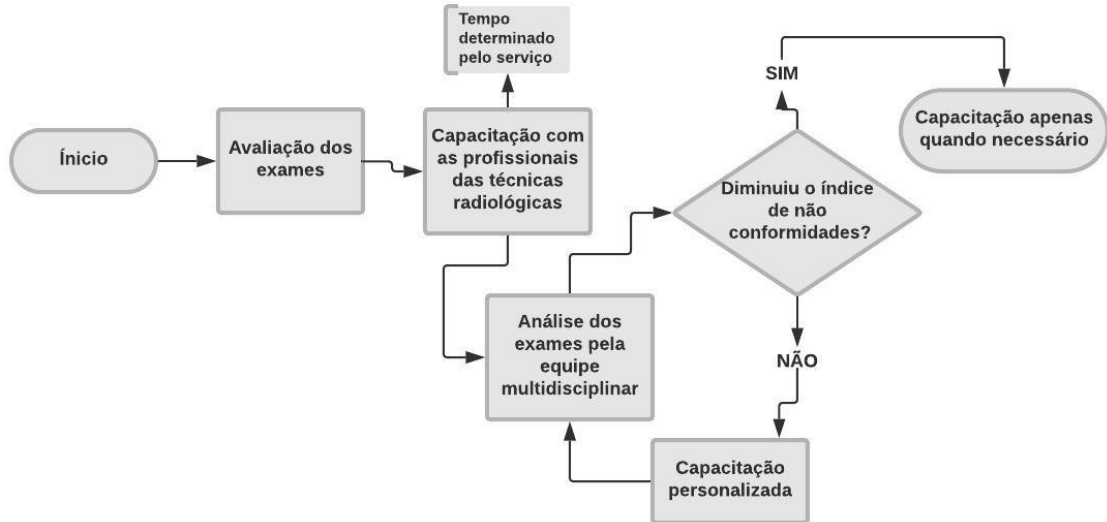 Ínicio
Avaliação dos
exames
Tempo
determinado
pelo serviço
Capacitação com
as profissionais
das técnicas
radiológicas
Análise dos
exames pela
equipe
multidisciplinar
Diminuiu o índice
de não
conformidades?
SIM
Capacitação apenas
quando necessário
NÃO
Capacitação
personalizada